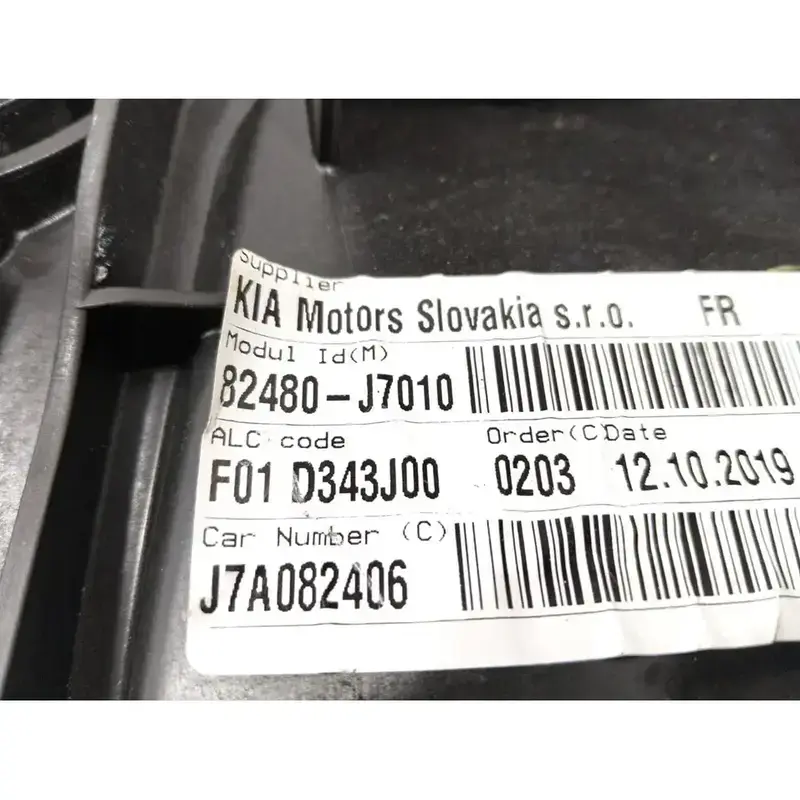 Supplier
KIA Motors Slovakia s.r.o. FR
Modul Id(M)
82480-J7010
ALC code Order(C)Date
F01 D343J00 0203 12.10.2019
Car Number (C)
J7A082406